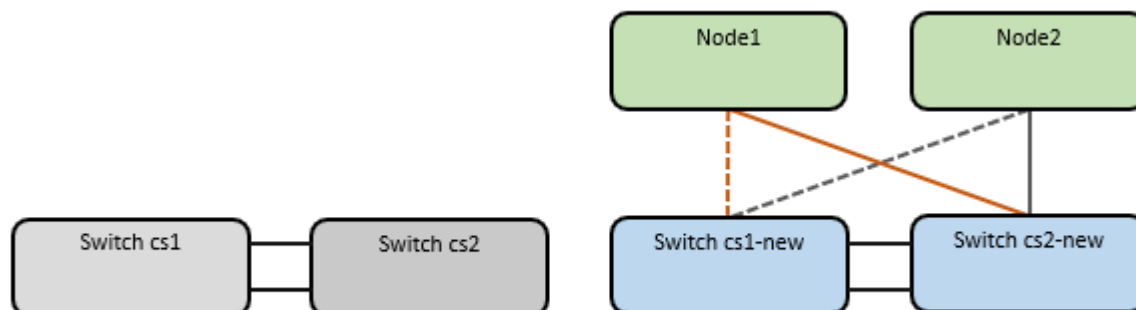 Node1
Node2
Switch cs1
Switch cs2
Switch cs1-new
Switch cs2-new